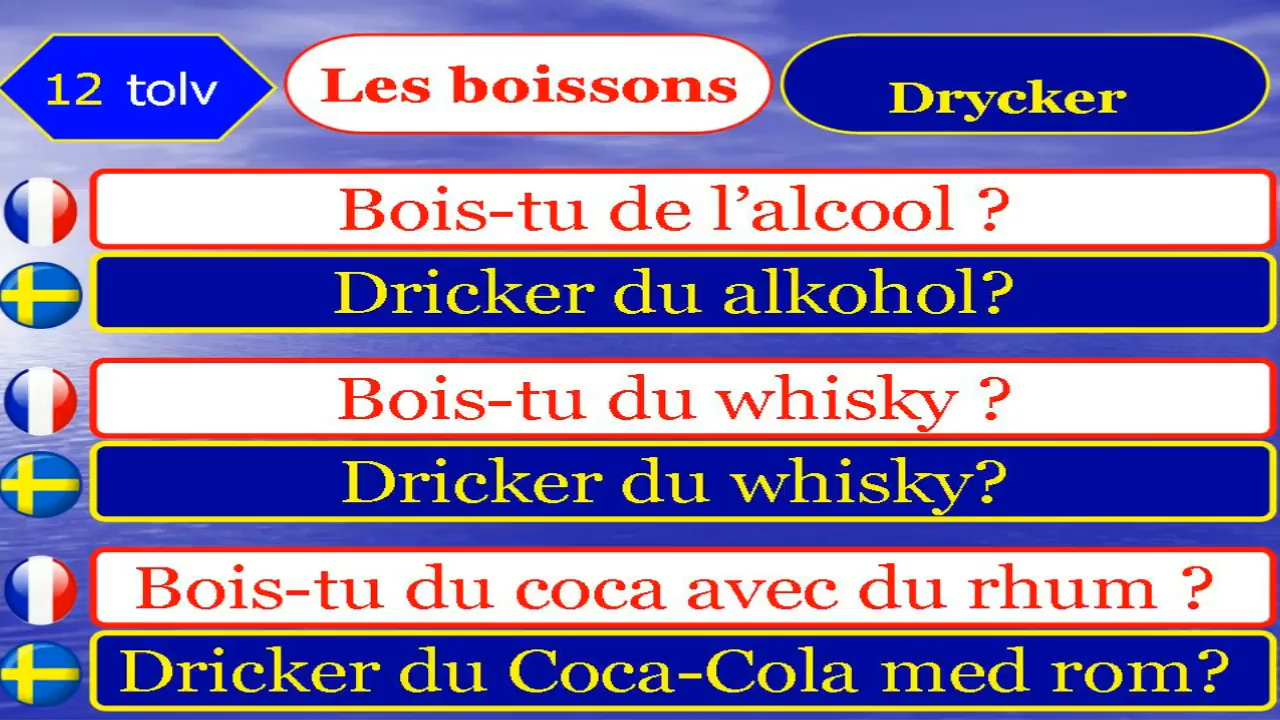 12 tolv
Les boissons
Drycker
Bois-tu de l’alcool ?
Dricker du alkohol?
Bois-tu du whisky ?
Dricker du whisky?
Bois-tu du coca avec du rhum ?
Dricker du Coca-Cola med rom?